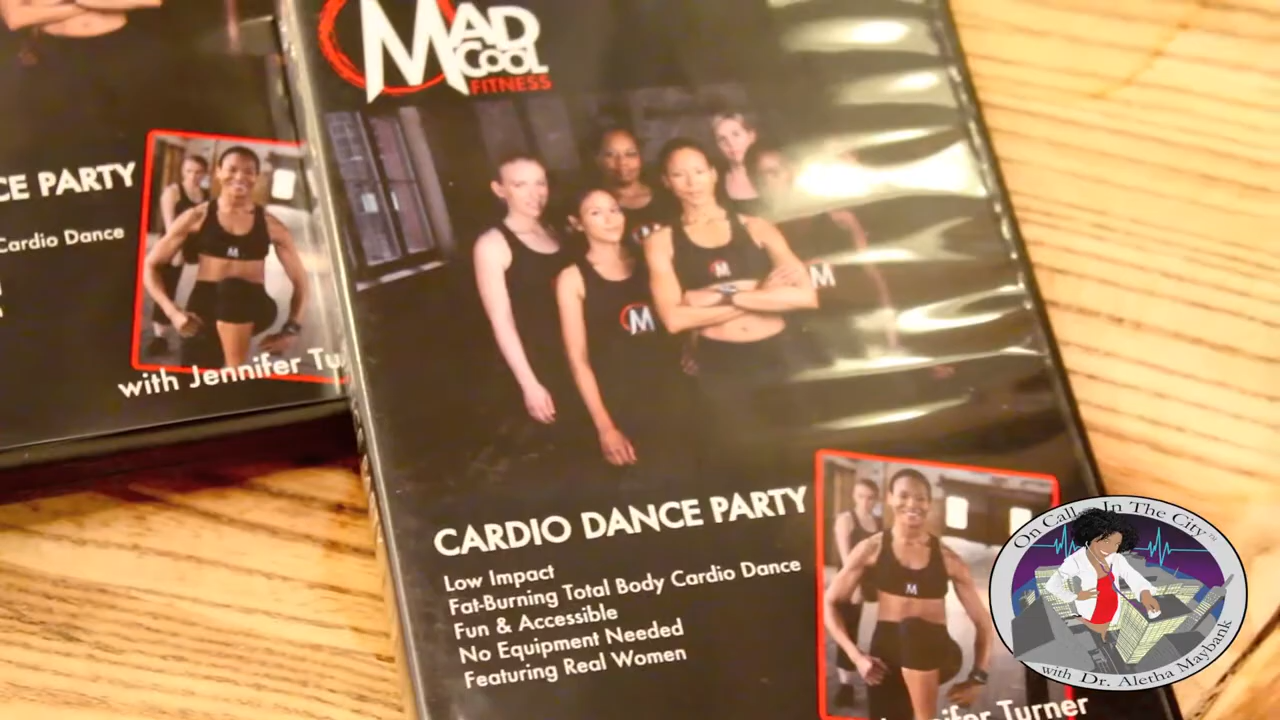 CE PARTY
Cardio Dance
with Jennifer Tu
MAD
COOL
FITNESS
M
M
M
CARDIO DANCE PARTY
Low Impact
Fat-Burning Total Body Cardio Dance
Fun & Accessible
No Equipment Needed
Featuring Real Women
Jennifer Turner
On Call In The City™
with Dr. Aletha Maybank